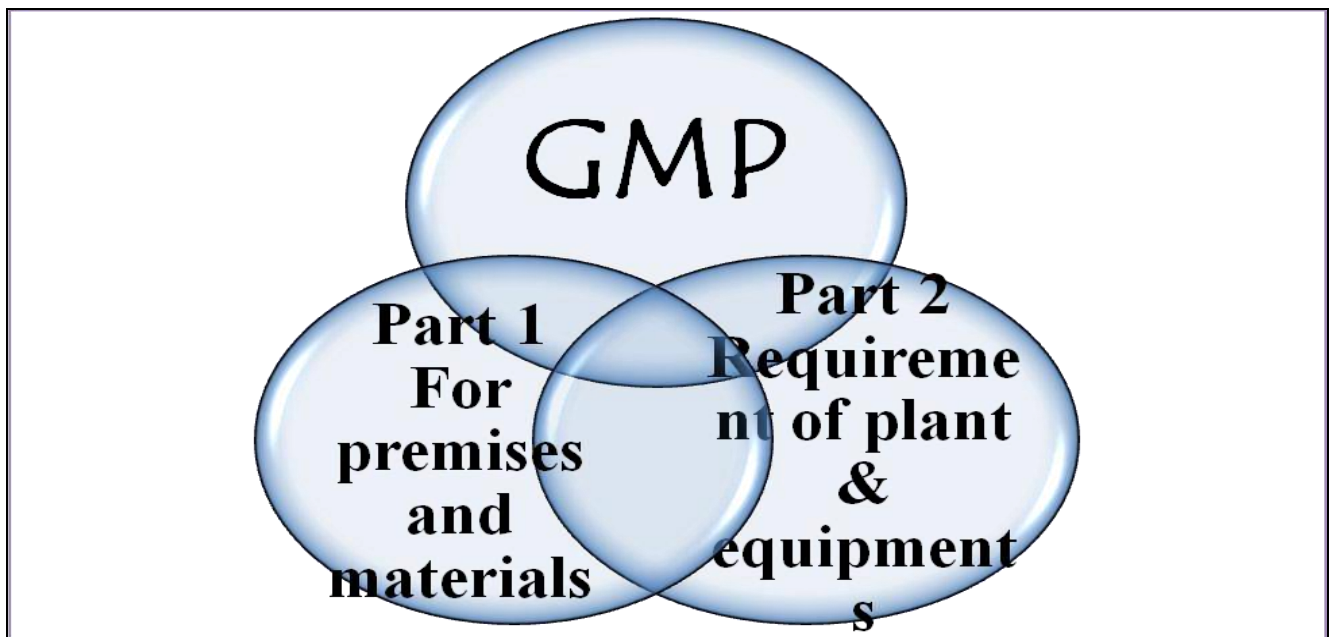 GMP
Part 1
For
premises
and
materials
Part 2
Requireme
nt of plant
&
equipment
s